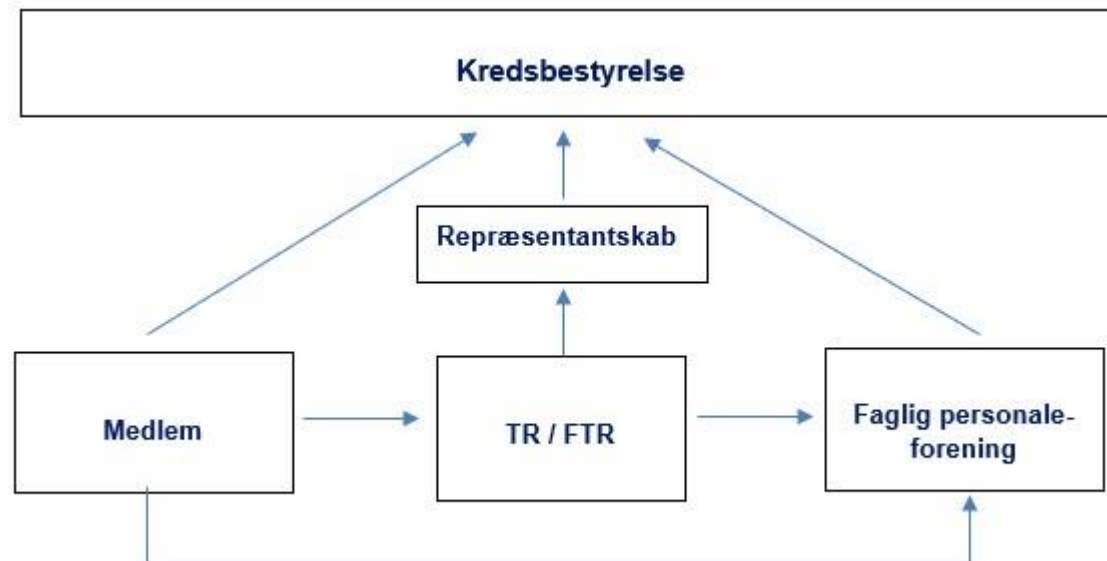 Kredsbestyrelse
Repræsentantskab
Medlem
TR / FTR
Faglig personale-
forening